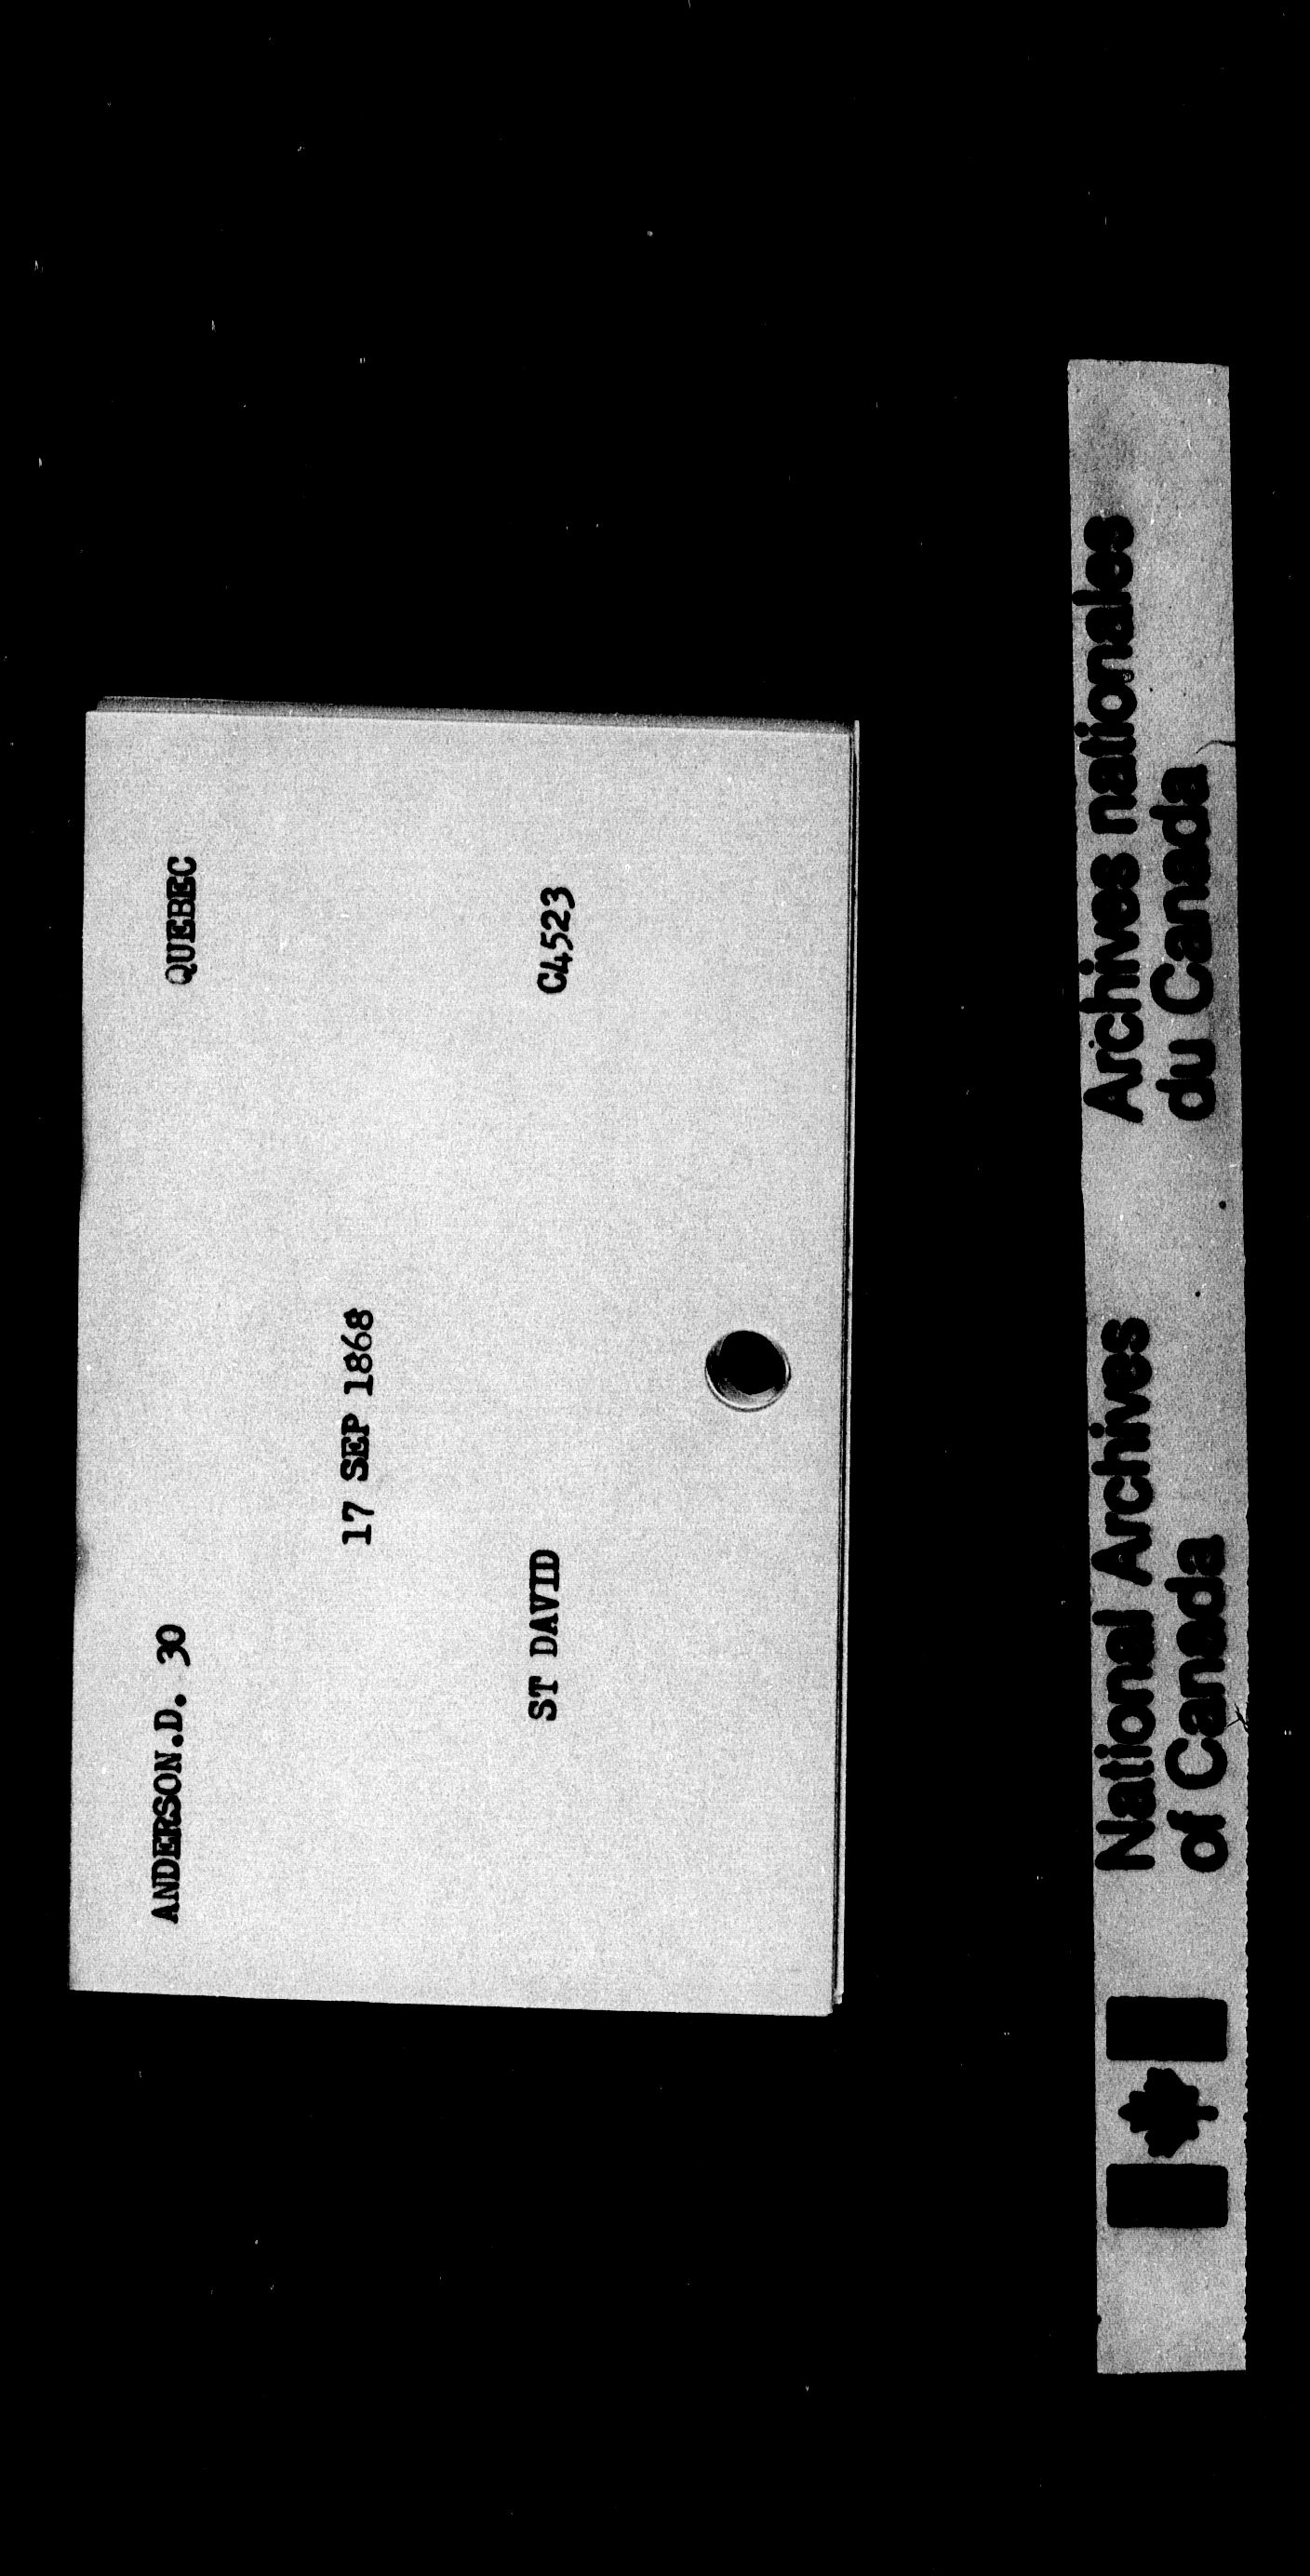 ANDERSON.D. 30 QUEBEC
17 SEP 1868
ST DAVID C4523
National Archives Archives nationales
of Canada du Canada